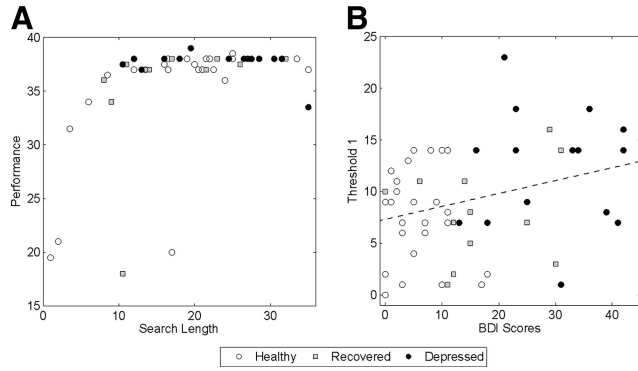 A
B
40
35
30
25
20
15
Performance
0
10
20
30
Search Length
25
20
15
10
5
0
Threshold 1
0
10
20
30
40
BDI Scores
Healthy
Recovered
Depressed